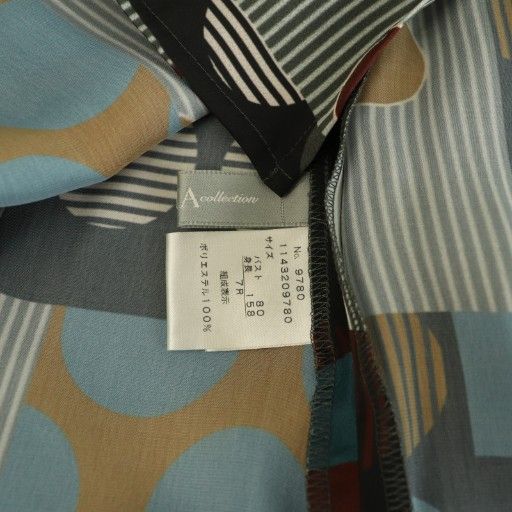 A collection
No. 9780
1143209780
サイズ
バスト 80
身長 158
7R
組成表示
ポリエステル100%